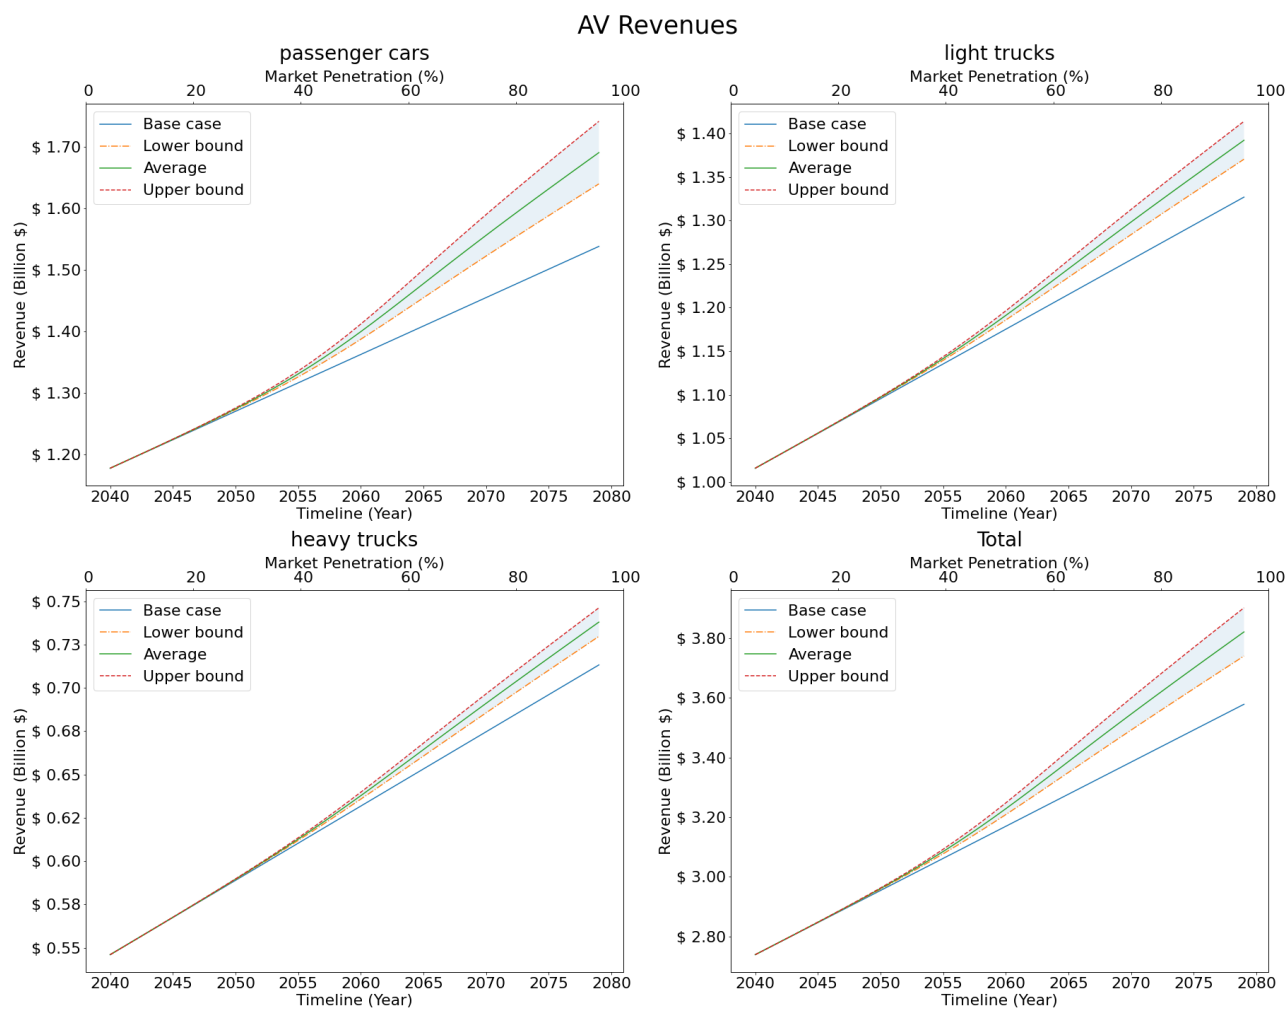 AV Revenues
passenger cars
Market Penetration (%)
0 20 40 60 80 100
Base case
Lower bound
Average
Upper bound
Revenue (Billion $)
$ 1.70
$ 1.60
$ 1.50
$ 1.40
$ 1.30
$ 1.20
2040 2045 2050 2055 2060 2065 2070 2075 2080
Timeline (Year)
light trucks
Market Penetration (%)
0 20 40 60 80 100
Base case
Lower bound
Average
Upper bound
Revenue (Billion $)
$ 1.40
$ 1.35
$ 1.30
$ 1.25
$ 1.20
$ 1.15
$ 1.10
$ 1.05
$ 1.00
2040 2045 2050 2055 2060 2065 2070 2075 2080
Timeline (Year)
heavy trucks
Market Penetration (%)
0 20 40 60 80 100
Base case
Lower bound
Average
Upper bound
Revenue (Billion $)
$ 0.75
$ 0.73
$ 0.70
$ 0.68
$ 0.65
$ 0.62
$ 0.60
$ 0.58
$ 0.55
2040 2045 2050 2055 2060 2065 2070 2075 2080
Timeline (Year)
Total
Market Penetration (%)
0 20 40 60 80 100
Base case
Lower bound
Average
Upper bound
Revenue (Billion $)
$ 3.80
$ 3.60
$ 3.40
$ 3.20
$ 3.00
$ 2.80
2040 2045 2050 2055 2060 2065 2070 2075 2080
Timeline (Year)